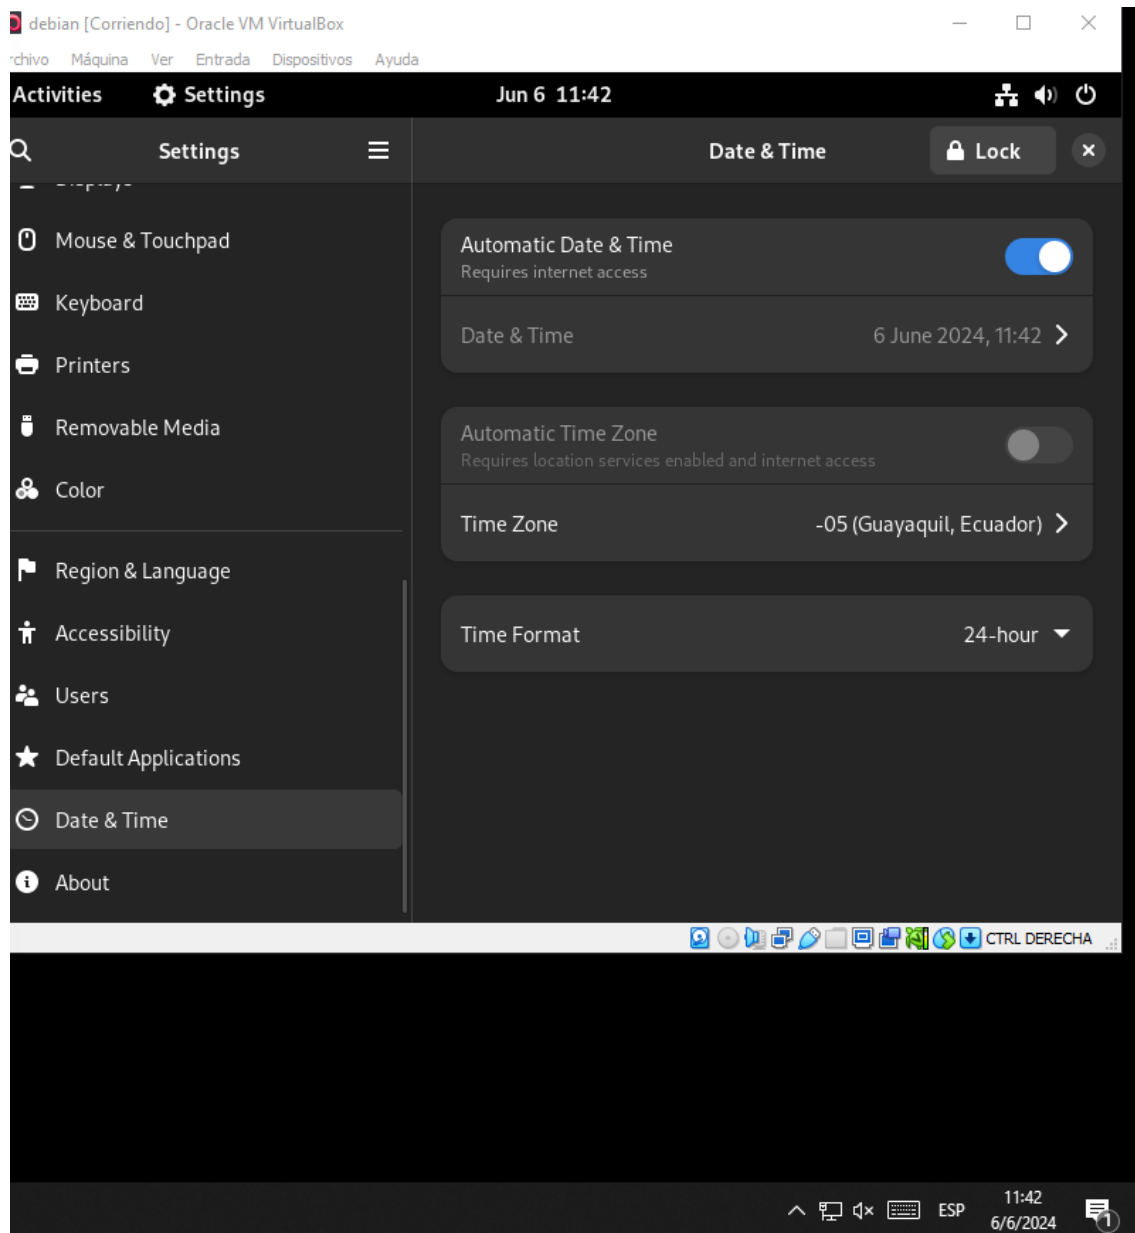 debian [Corriendo] - Oracle VM VirtualBox
rchivo Máquina Ver Entrada Dispositivos Ayuda
Activities Settings Jun 6 11:42
Settings Date & Time Lock
Mouse & Touchpad
Keyboard
Printers
Removable Media
Color
Region & Language
Accessibility
Users
Default Applications
Date & Time
About
Automatic Date & Time
Requires internet access
Date & Time 6 June 2024, 11:42
Automatic Time Zone
Requires location services enabled and internet access
Time Zone -05 (Guayaquil, Ecuador)
Time Format 24-hour
CTRL DERECHA
ESP 11:42
6/6/2024 1